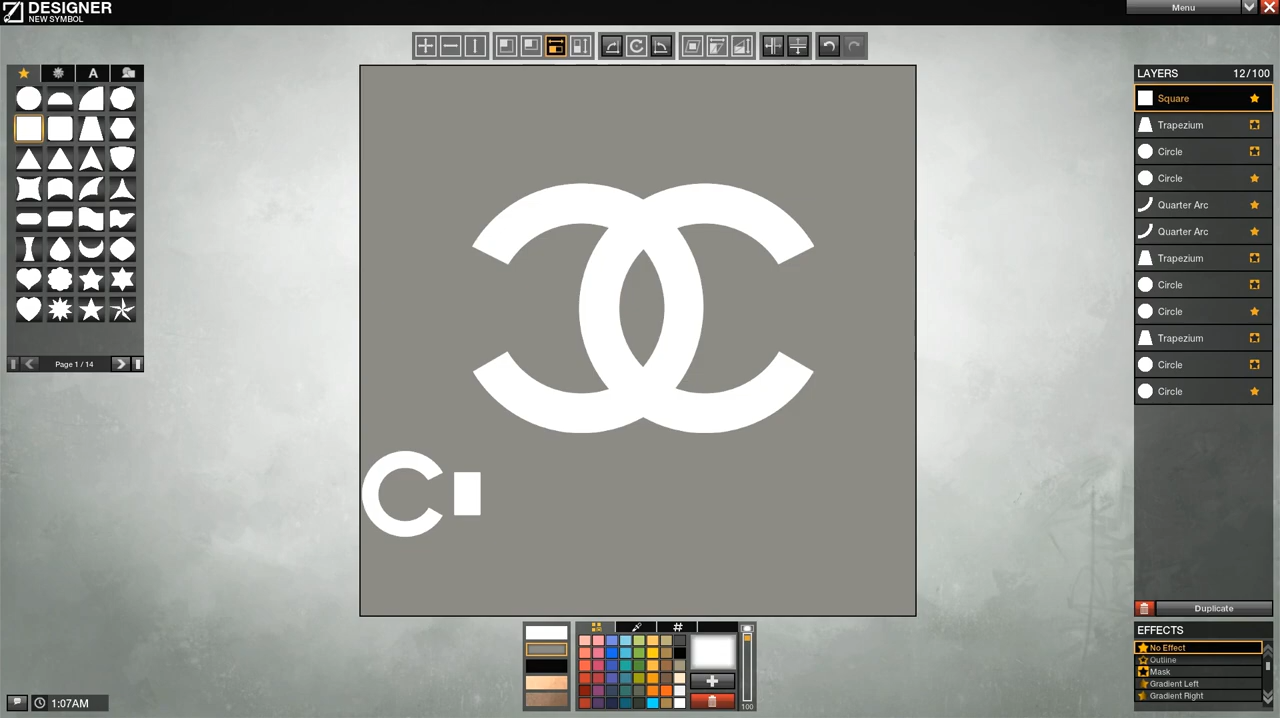 DESIGNER
NEW SYMBOL
Menu
A
LAYERS 12/100
Square
Trapezium
Circle
Circle
Quarter Arc
Quarter Arc
Trapezium
Circle
Circle
Trapezium
Circle
Circle
Page 1 / 14
C
Duplicate
EFFECTS
No Effect
Outline
Mask
Gradient Left
Gradient Right
#
100
1:07AM